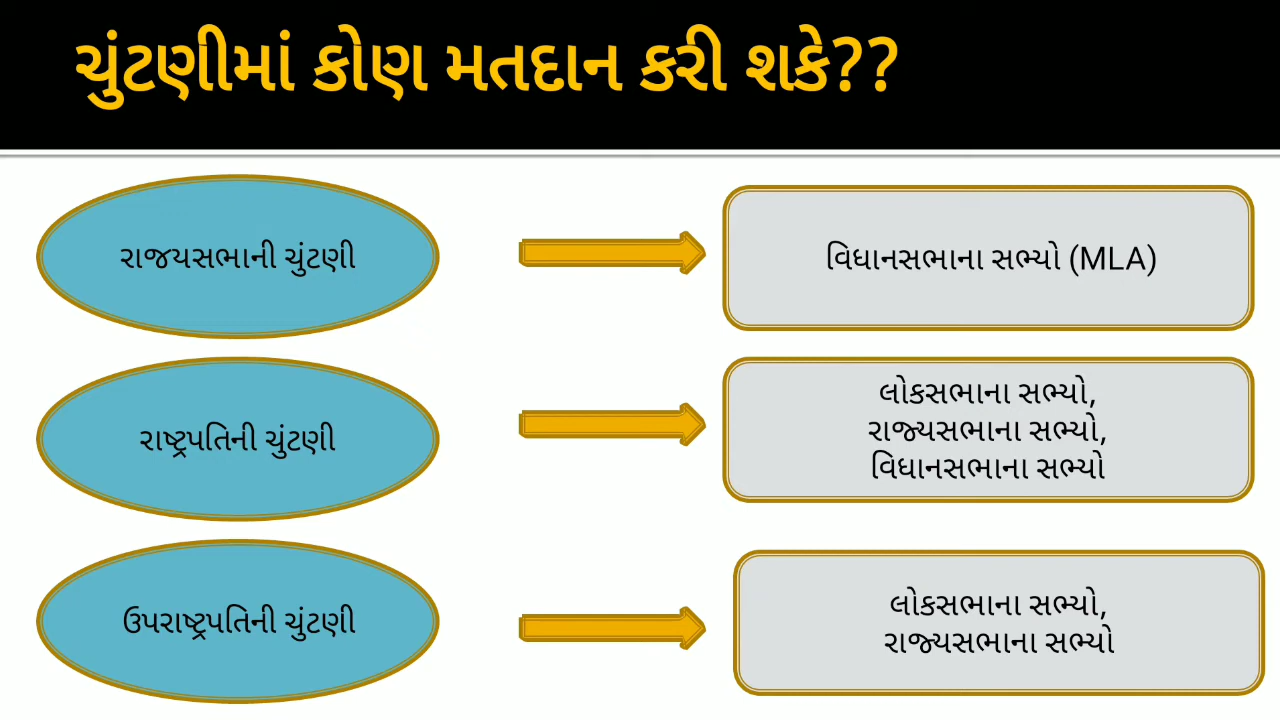 ચુંટણીમાં કોણ મતદાન કરી શકે??
રાજયસભાની ચુંટણી
વિધાનસભાના સભ્યો (MLA)
રાષ્ટ્રપતિની ચુંટણી
લોકસભાના સભ્યો,
રાજ્યસભાના સભ્યો,
વિધાનસભાના સભ્યો
ઉપરાષ્ટ્રપતિની ચુંટણી
લોકસભાના સભ્યો,
રાજ્યસભાના સભ્યો